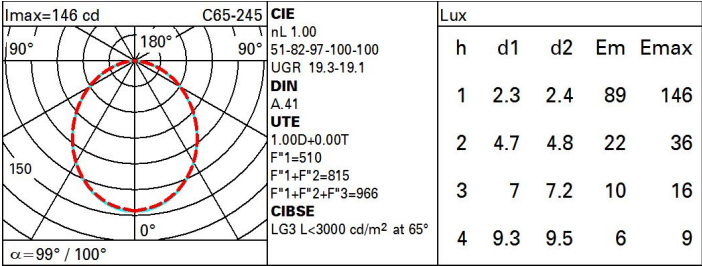 Imax=146 cd C65-245
90° 180° 90°
150
0°
α=99° / 100°
CIE
nL 1.00
51-82-97-100-100
UGR 19.3-19.1
DIN
A.41
UTE
1.00D+0.00T
F"1=510
F"1+F"2=815
F"1+F"2+F"3=966
CIBSE
LG3 L<3000 cd/m² at 65°
Lux
h d1 d2 Em Emax
1 2.3 2.4 89 146
2 4.7 4.8 22 36
3 7 7.2 10 16
4 9.3 9.5 6 9